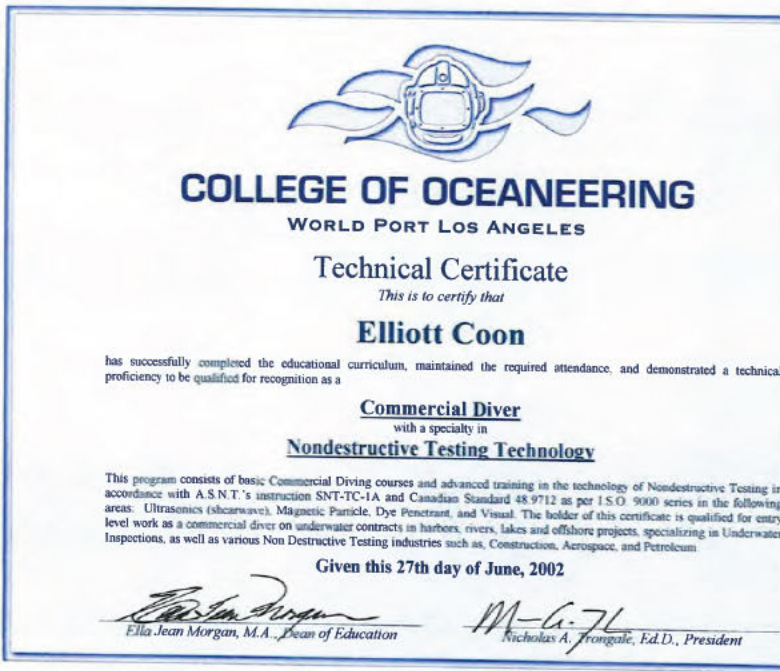 COLLEGE OF OCEANEERING
WORLD PORT LOS ANGELES
Technical Certificate
This is to certify that
Elliott Coon
has successfully completed the educational curriculum, maintained the required attendance, and demonstrated a technical
proficiency to be qualified for recognition as a
Commercial Diver
with a specialty in
Nondestructive Testing Technology
This program consists of basic Commercial Diving courses and advanced training in the technology of Nondestructive Testing in
accordance with A.S.N.T.'s instruction SNT-TC-1A and Canadian Standard 48.9712 as per I.S.O. 9000 series in the following
areas: Ultrasonics (shearwave), Magnetic Particle, Dye Penetrant, and Visual. The holder of this certificate is qualified for entry
level work as a commercial diver on underwater contracts in harbors, rivers, lakes and offshore projects, specializing in Underwater
Inspections, as well as various Non Destructive Testing industries such as, Construction, Aerospace, and Petroleum
Given this 27th day of June, 2002
Ella Jean Morgan, M.A., Dean of Education
Nicholas A. Frongale, Ed.D., President